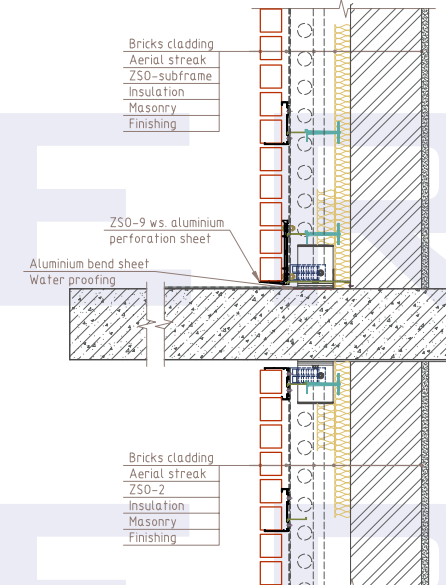 Bricks cladding
Aerial streak
ZSO-subframe
Insulation
Masonry
Finishing
ZSO-9 ws. aluminium
perforation sheet
Aluminium bend sheet
Water proofing
Bricks cladding
Aerial streak
ZSO-2
Insulation
Masonry
Finishing